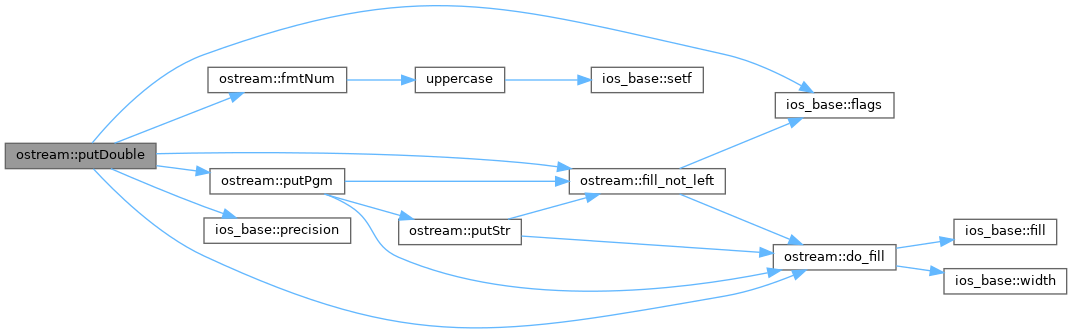 ostream::putDouble
ostream::fmtNum
uppercase
ios_base::setf
ios_base::flags
ostream::putPgm
ostream::fill_not_left
ios_base::precision
ostream::putStr
ostream::do_fill
ios_base::fill
ios_base::width